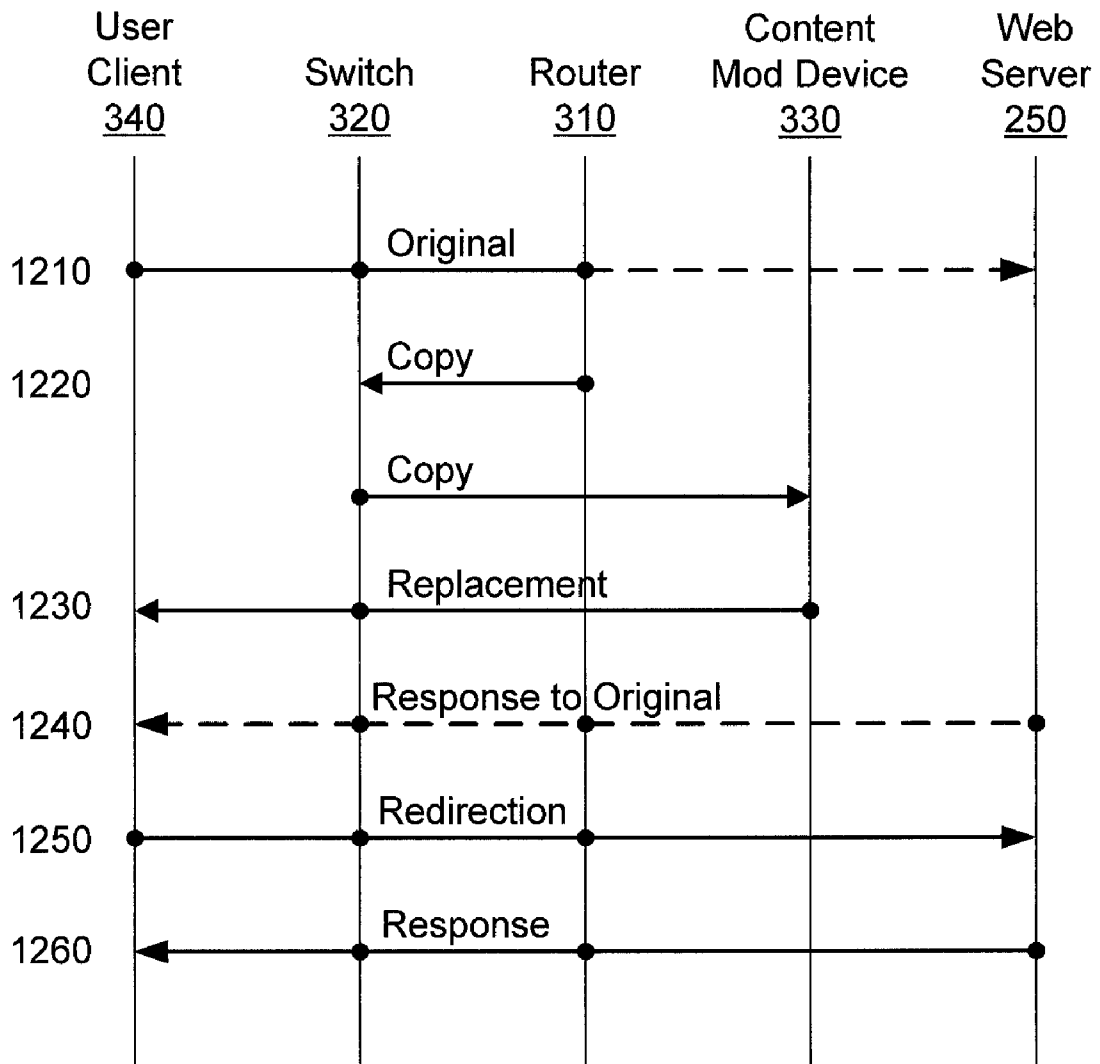 User
Client
340
Switch
320
Router
310
Content
Mod Device
330
Web
Server
250
1210
Original
1220
Copy
Copy
1230
Replacement
1240
Response to Original
1250
Redirection
1260
Response